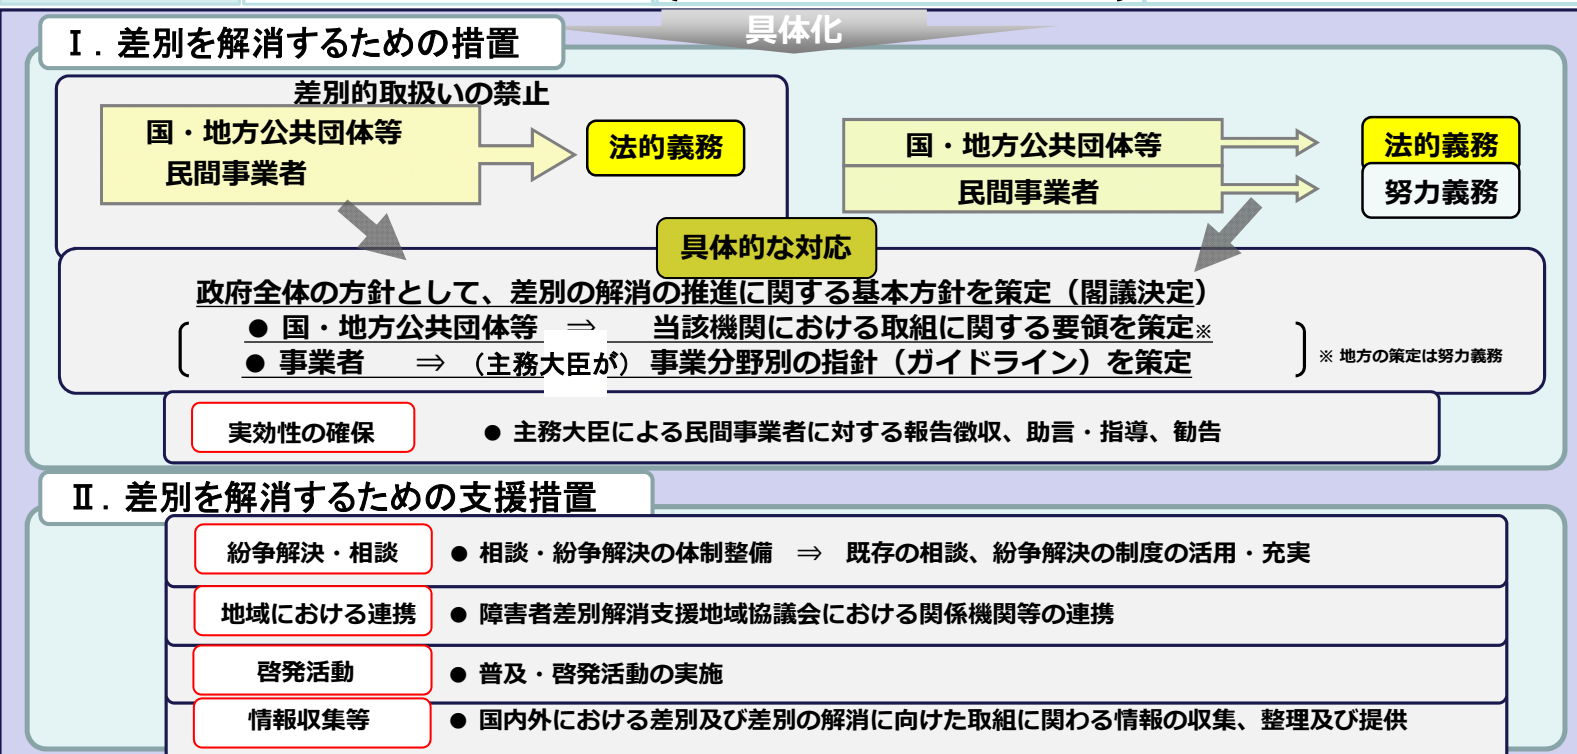 具体化
Ⅰ. 差別を解消するための措置
差別的取扱いの禁止
国・地方公共団体等
民間事業者
法的義務
国・地方公共団体等
法的義務
民間事業者
努力義務
具体的な対応
政府全体の方針として、差別の解消の推進に関する基本方針を策定（閣議決定）
● 国・地方公共団体等 ⇒ 当該機関における取組に関する要領を策定※
● 事業者 ⇒ （主務大臣が） 事業分野別の指針（ガイドライン）を策定
※ 地方の策定は努力義務
実効性の確保
● 主務大臣による民間事業者に対する報告徴収、助言・指導、勧告
Ⅱ. 差別を解消するための支援措置
紛争解決・相談
● 相談・紛争解決の体制整備 ⇒ 既存の相談、紛争解決の制度の活用・充実
地域における連携
● 障害者差別解消支援地域協議会における関係機関等の連携
啓発活動
● 普及・啓発活動の実施
情報収集等
● 国内外における差別及び差別の解消に向けた取組に関わる情報の収集、整理及び提供